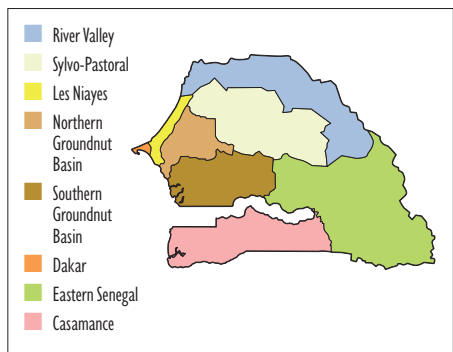 River Valley
Sylvo-Pastoral
Les Niayes
Northern
Groundnut
Basin
Southern
Groundnut
Basin
Dakar
Eastern Senegal
Casamance